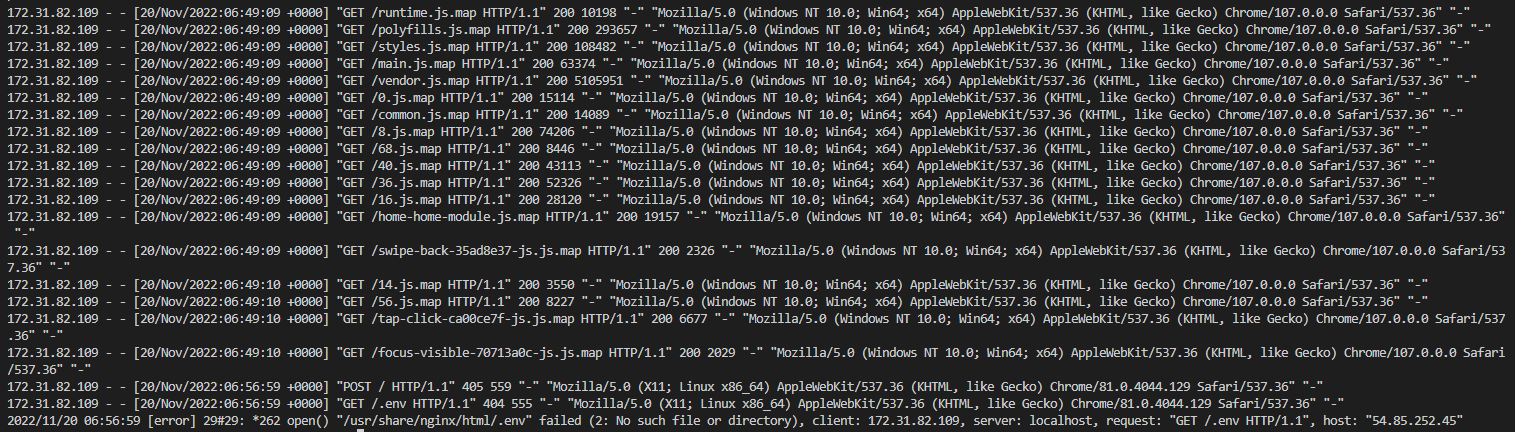 172.31.82.109 - - [20/Nov/2022:06:49:09 +0000] "GET /runtime.js.map HTTP/1.1" 200 10198 "-" "Mozilla/5.0 (Windows NT 10.0; Win64; x64) AppleWebKit/537.36 (KHTML, like Gecko) Chrome/107.0.0.0 Safari/537.36" "-"
172.31.82.109 - - [20/Nov/2022:06:49:09 +0000] "GET /polyfills.js.map HTTP/1.1" 200 293657 "-" "Mozilla/5.0 (Windows NT 10.0; Win64; x64) AppleWebKit/537.36 (KHTML, like Gecko) Chrome/107.0.0.0 Safari/537.36" "-"
172.31.82.109 - - [20/Nov/2022:06:49:09 +0000] "GET /styles.js.map HTTP/1.1" 200 108482 "-" "Mozilla/5.0 (Windows NT 10.0; Win64; x64) AppleWebKit/537.36 (KHTML, like Gecko) Chrome/107.0.0.0 Safari/537.36" "-"
172.31.82.109 - - [20/Nov/2022:06:49:09 +0000] "GET /main.js.map HTTP/1.1" 200 63374 "-" "Mozilla/5.0 (Windows NT 10.0; Win64; x64) AppleWebKit/537.36 (KHTML, like Gecko) Chrome/107.0.0.0 Safari/537.36" "-"
172.31.82.109 - - [20/Nov/2022:06:49:09 +0000] "GET /vendor.js.map HTTP/1.1" 200 5105951 "-" "Mozilla/5.0 (Windows NT 10.0; Win64; x64) AppleWebKit/537.36 (KHTML, like Gecko) Chrome/107.0.0.0 Safari/537.36" "-"
172.31.82.109 - - [20/Nov/2022:06:49:09 +0000] "GET /0.js.map HTTP/1.1" 200 15114 "-" "Mozilla/5.0 (Windows NT 10.0; Win64; x64) AppleWebKit/537.36 (KHTML, like Gecko) Chrome/107.0.0.0 Safari/537.36" "-"
172.31.82.109 - - [20/Nov/2022:06:49:09 +0000] "GET /common.js.map HTTP/1.1" 200 14089 "-" "Mozilla/5.0 (Windows NT 10.0; Win64; x64) AppleWebKit/537.36 (KHTML, like Gecko) Chrome/107.0.0.0 Safari/537.36" "-"
172.31.82.109 - - [20/Nov/2022:06:49:09 +0000] "GET /8.js.map HTTP/1.1" 200 74206 "-" "Mozilla/5.0 (Windows NT 10.0; Win64; x64) AppleWebKit/537.36 (KHTML, like Gecko) Chrome/107.0.0.0 Safari/537.36" "-"
172.31.82.109 - - [20/Nov/2022:06:49:09 +0000] "GET /68.js.map HTTP/1.1" 200 8446 "-" "Mozilla/5.0 (Windows NT 10.0; Win64; x64) AppleWebKit/537.36 (KHTML, like Gecko) Chrome/107.0.0.0 Safari/537.36" "-"
172.31.82.109 - - [20/Nov/2022:06:49:09 +0000] "GET /40.js.map HTTP/1.1" 200 43113 "-" "Mozilla/5.0 (Windows NT 10.0; Win64; x64) AppleWebKit/537.36 (KHTML, like Gecko) Chrome/107.0.0.0 Safari/537.36" "-"
172.31.82.109 - - [20/Nov/2022:06:49:09 +0000] "GET /36.js.map HTTP/1.1" 200 52326 "-" "Mozilla/5.0 (Windows NT 10.0; Win64; x64) AppleWebKit/537.36 (KHTML, like Gecko) Chrome/107.0.0.0 Safari/537.36" "-"
172.31.82.109 - - [20/Nov/2022:06:49:09 +0000] "GET /16.js.map HTTP/1.1" 200 28120 "-" "Mozilla/5.0 (Windows NT 10.0; Win64; x64) AppleWebKit/537.36 (KHTML, like Gecko) Chrome/107.0.0.0 Safari/537.36" "-"
172.31.82.109 - - [20/Nov/2022:06:49:09 +0000] "GET /home-home-module.js.map HTTP/1.1" 200 19157 "-" "Mozilla/5.0 (Windows NT 10.0; Win64; x64) AppleWebKit/537.36 (KHTML, like Gecko) Chrome/107.0.0.0 Safari/537.36"
"-"
172.31.82.109 - - [20/Nov/2022:06:49:09 +0000] "GET /swipe-back-35ad8e37-js.js.map HTTP/1.1" 200 2326 "-" "Mozilla/5.0 (Windows NT 10.0; Win64; x64) AppleWebKit/537.36 (KHTML, like Gecko) Chrome/107.0.0.0 Safari/53
7.36" "-"
172.31.82.109 - - [20/Nov/2022:06:49:10 +0000] "GET /14.js.map HTTP/1.1" 200 3550 "-" "Mozilla/5.0 (Windows NT 10.0; Win64; x64) AppleWebKit/537.36 (KHTML, like Gecko) Chrome/107.0.0.0 Safari/537.36" "-"
172.31.82.109 - - [20/Nov/2022:06:49:10 +0000] "GET /56.js.map HTTP/1.1" 200 8227 "-" "Mozilla/5.0 (Windows NT 10.0; Win64; x64) AppleWebKit/537.36 (KHTML, like Gecko) Chrome/107.0.0.0 Safari/537.36" "-"
172.31.82.109 - - [20/Nov/2022:06:49:10 +0000] "GET /tap-click-ca00ce7f-js.js.map HTTP/1.1" 200 6677 "-" "Mozilla/5.0 (Windows NT 10.0; Win64; x64) AppleWebKit/537.36 (KHTML, like Gecko) Chrome/107.0.0.0 Safari/537
.36" "-"
172.31.82.109 - - [20/Nov/2022:06:49:10 +0000] "GET /focus-visible-70713a0c-js.js.map HTTP/1.1" 200 2029 "-" "Mozilla/5.0 (Windows NT 10.0; Win64; x64) AppleWebKit/537.36 (KHTML, like Gecko) Chrome/107.0.0.0 Safari
/537.36" "-"
172.31.82.109 - - [20/Nov/2022:06:56:59 +0000] "POST / HTTP/1.1" 405 559 "-" "Mozilla/5.0 (X11; Linux x86_64) AppleWebKit/537.36 (KHTML, like Gecko) Chrome/81.0.4044.129 Safari/537.36" "-"
172.31.82.109 - - [20/Nov/2022:06:56:59 +0000] "GET /.env HTTP/1.1" 404 555 "-" "Mozilla/5.0 (X11; Linux x86_64) AppleWebKit/537.36 (KHTML, like Gecko) Chrome/81.0.4044.129 Safari/537.36" "-"
2022/11/20 06:56:59 [error] 29#29: *262 open() "/usr/share/nginx/html/.env" failed (2: No such file or directory), client: 172.31.82.109, server: localhost, request: "GET /.env HTTP/1.1", host: "54.85.252.45"